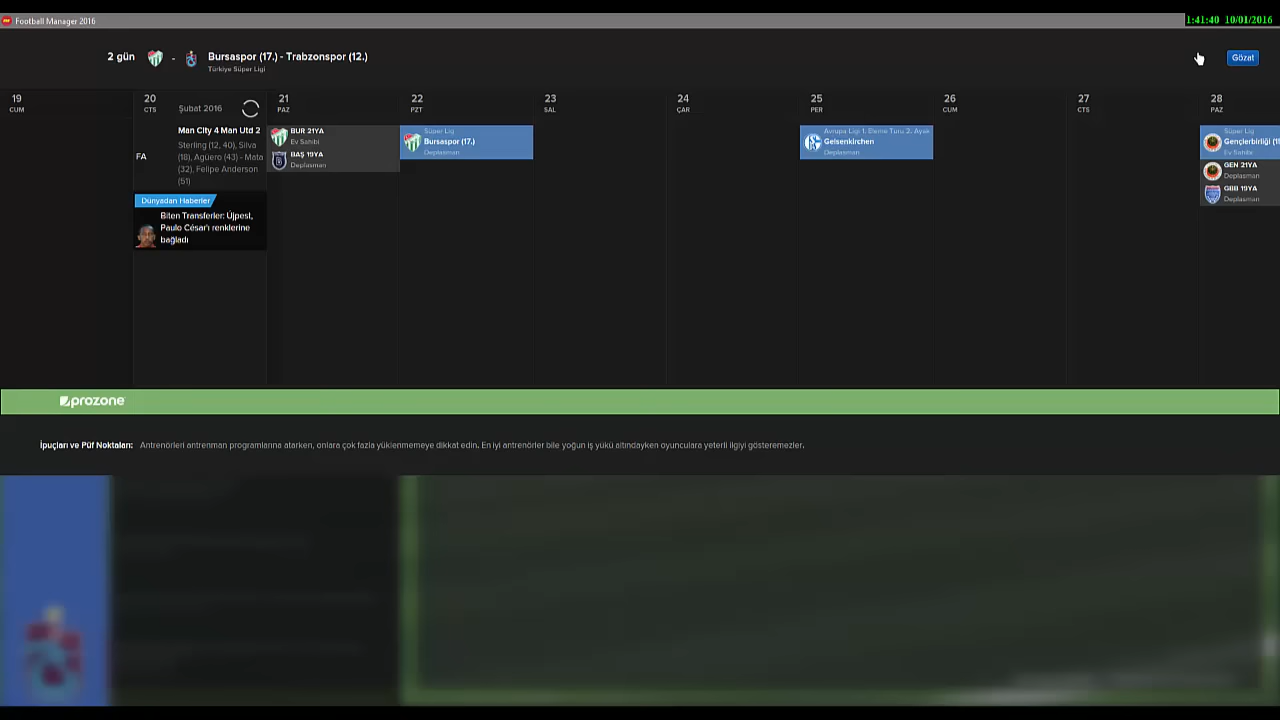 Football Manager 2016
1:41:40 10/01/2016
2 gün
-
Bursaspor (17.) - Trabzonspor (12.)
Türkiye Süper Ligi
Gözat
19
CUM
20
CTS
Şubat 2016
21
PAZ
22
PZT
23
SAL
24
ÇAR
25
PER
26
CUM
27
CTS
28
PAZ
FA
Man City 4 Man Utd 2
Sterling (12, 40), Silva
(18), Agüero (43) - Mata
(32), Felipe Anderson
(51)
Dünyadan Haberler
Biten Transferler: Újpest,
Paulo César'ı renklerine
bağladı
BUR 21YA
Ev Sahibi
BAŞ 19YA
Deplasman
Süper Lig
Bursaspor (17.)
Deplasman
Avrupa Ligi 1. Eleme Turu 2. Ayak
Gelsenkirchen
Deplasman
Süper Lig
Gençlerbirliği
Ev Sahibi
GEN 21YA
Deplasman
GBB 19YA
Deplasman
prozone
İpuçları ve Püf Noktaları: Antrenörleri antrenman programlarına atarken, onlara çok fazla yüklenmemeye dikkat edin. En iyi antrenörler bile yoğun iş yükü altındayken oyunculara yeterli ilgiyi gösteremezler.